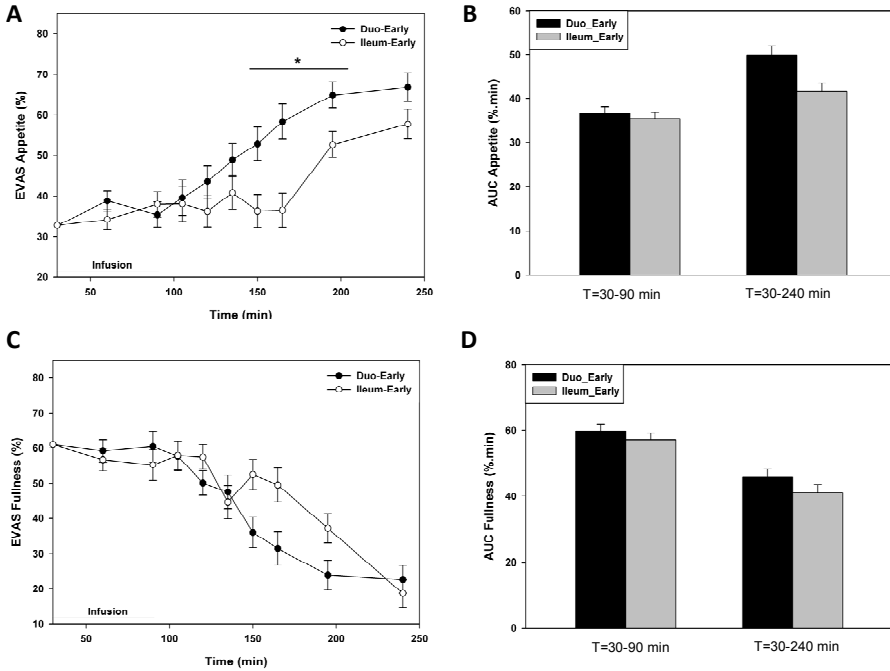 A
EVAS Appetite (%)
80
70
60
50
40
30
20
Duo-Early
Ileum-Early
*
Infusion
50 100 150 200 250
Time (min)
B
AUC Appetite (%.min)
60
50
40
30
20
10
0
Duo_Early
Ileum_Early
T=30-90 min T=30-240 min
C
EVAS Fullness (%)
80
70
60
50
40
30
20
10
Duo-Early
Ileum-Early
Infusion
50 100 150 200 250
Time (min)
D
AUC Fullness (%.min)
80
60
40
20
0
Duo_Early
Ileum_Early
T=30-90 min T=30-240 min